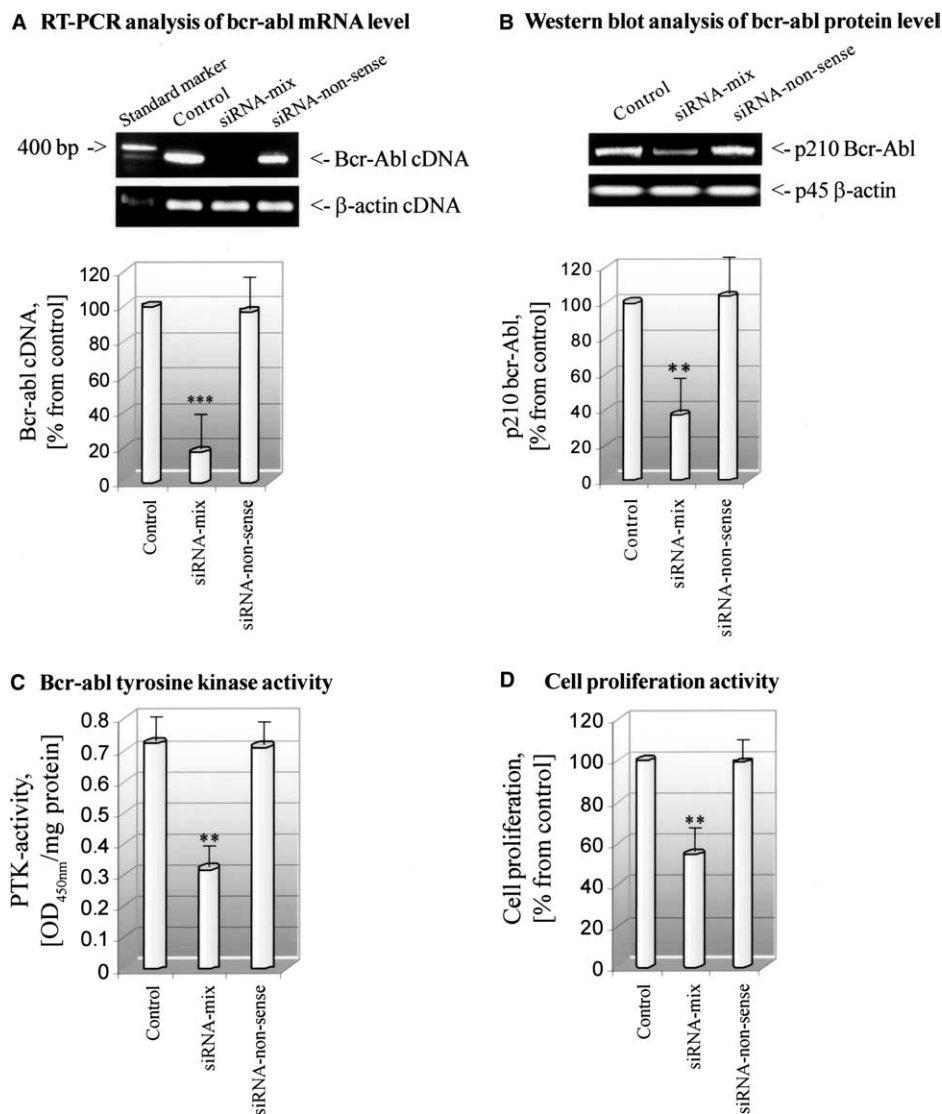 A RT-PCR analysis of bcr-abl mRNA level
Standard marker
Control
siRNA-mix
siRNA-non-sense
400 bp ->
<- Bcr-Abl cDNA
<- β-actin cDNA
Bcr-abl cDNA,
[% from control]
120
100
80
60
40
20
0
***
Control
siRNA-mix
siRNA-non-sense
B Western blot analysis of bcr-abl protein level
Control
siRNA-mix
siRNA-non-sense
<- p210 Bcr-Abl
<- p45 β-actin
p210 bcr-Abl,
[% from control]
120
100
80
60
40
20
0
**
Control
siRNA-mix
siRNA-non-sense
C Bcr-abl tyrosine kinase activity
PTK-activity,
[OD450nm/mg protein]
0.8
0.7
0.6
0.5
0.4
0.3
0.2
0.1
0
**
Control
siRNA-mix
siRNA-non-sense
D Cell proliferation activity
Cell proliferation,
[% from control]
120
100
80
60
40
20
0
**
Control
siRNA-mix
siRNA-non-sense